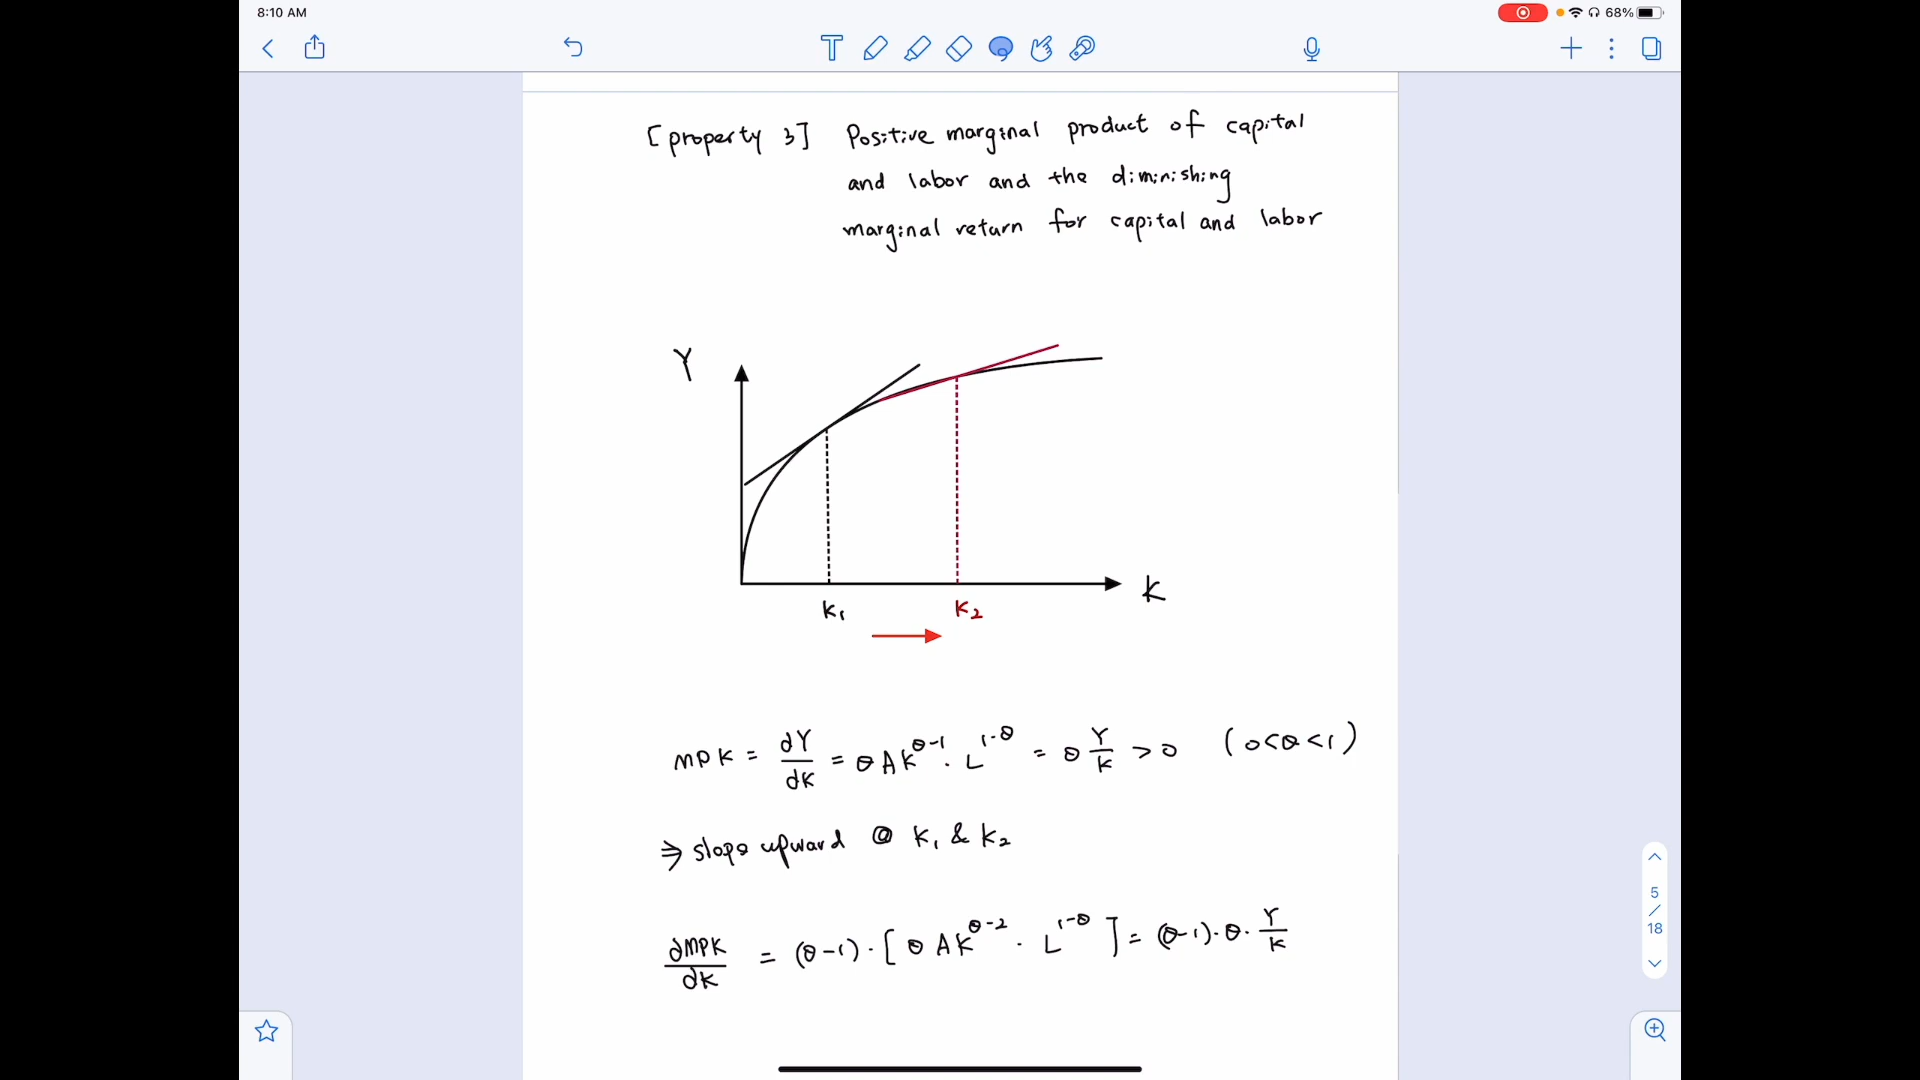 8:10 AM
68%
[property 3] Positive marginal product of capital
and labor and the diminishing
marginal return for capital and labor
Y
K
K₁
K₂
MPK = ∂Y/∂K = θAK^(θ-1) · L^(1-θ) = θ Y/K > 0 (0<θ<1)
⇒ slope upward @ K₁ & K₂
∂MPK/∂K = (θ-1) · [θAK^(θ-2) · L^(1-θ)] = (θ-1)·θ· Y/K
5
/
18